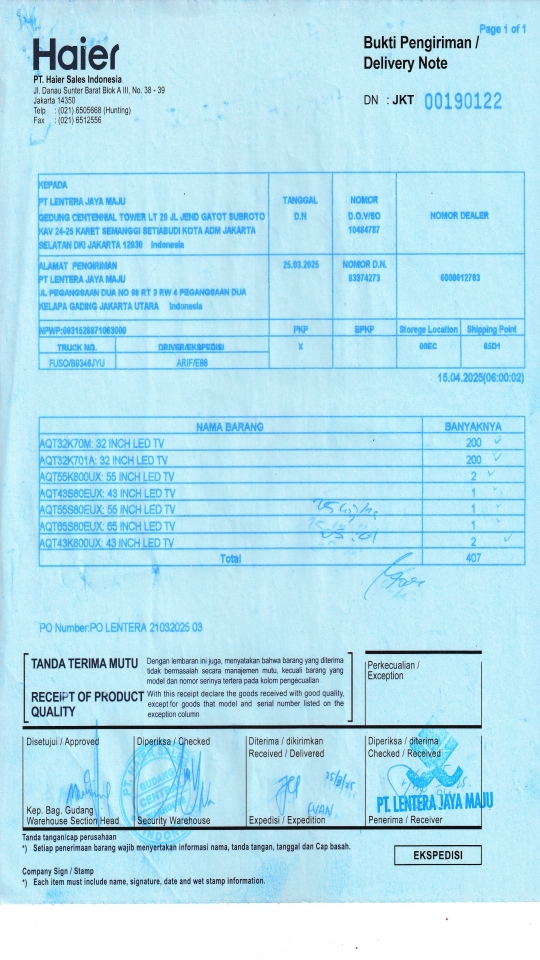 Page 1 of 1
Haier
PT. Haier Sales Indonesia
Jl. Danau Sunter Barat Blok A III, No. 38 - 39
Jakarta 14350
Telp : (021) 6505668 (Hunting)
Fax : (021) 6512556
Bukti Pengiriman /
Delivery Note
DN : JKT 00190122
KEPADA
PT LENTERA JAYA MAJU
GEDUNG CENTENNIAL TOWER LT 29 JL JEND GATOT SUBROTO
KAV 24-25 KARET SEMANGGI SETIABUDI KOTA ADM JAKARTA
SELATAN DKI JAKARTA 12930 Indonesia
TANGGAL
D.N
NOMOR
D.O.V/SO
10484787
NOMOR DEALER
ALAMAT PENGIRIMAN
PT LENTERA JAYA MAJU
JL PEGANGSAAN DUA NO 98 RT 3 RW 4 PEGANGSAAN DUA
KELAPA GADING JAKARTA UTARA Indonesia
25.03.2025
NOMOR D.N.
83374273
6000012763
NPWP:0931528971063000
PKP
BPKP
Storage Location
Shipping Point
TRUCK NO.
DRIVER/EKSPEDISI
X
FUSO/B9346JYU
ARIF/E88
15.04.2025(06:00:02)
NAMA BARANG BANYAKNYA
AQT32K70M: 32 INCH LED TV 200
AQT32K701A: 32 INCH LED TV 200
AQT55K800UX: 55 INCH LED TV 2
AQT43S80EUX: 43 INCH LED TV 1
AQT55S80EUX: 55 INCH LED TV 1
AQT65S80EUX: 65 INCH LED TV 1
AQT43K800UX: 43 INCH LED TV 2
Total 407
PO Number:PO LENTERA 21032025 03
TANDA TERIMA MUTU
Dengan lembaran ini juga, menyatakan bahwa barang yang diterima
tidak bermasalah secara manajemen mutu, kecuali barang yang
model dan nomor serinya tertera pada kolom pengecualian
RECEIPT OF PRODUCT
QUALITY
With this receipt declare the goods received with good quality,
except for goods that model and serial number listed on the
exception column
Perkecualian /
Exception
Disetujui / Approved
Diperiksa / Checked
Diterima / dikirimkan
Received / Delivered
Diperiksa / diterima
Checked / Received
GUDANG
PT. LENTERA JAYA MAJU
EVAN
Kep. Bag. Gudang
Warehouse Section Head
Security Warehouse
Expedisi / Expedition
Penerima / Receiver
Tanda tangan/cap perusahaan
*) Setiap penerimaan barang wajib menyertakan informasi nama, tanda tangan, tanggal dan Cap basah.
EKSPEDISI
Company Sign / Stamp
*) Each item must include name, signature, date and wet stamp information.